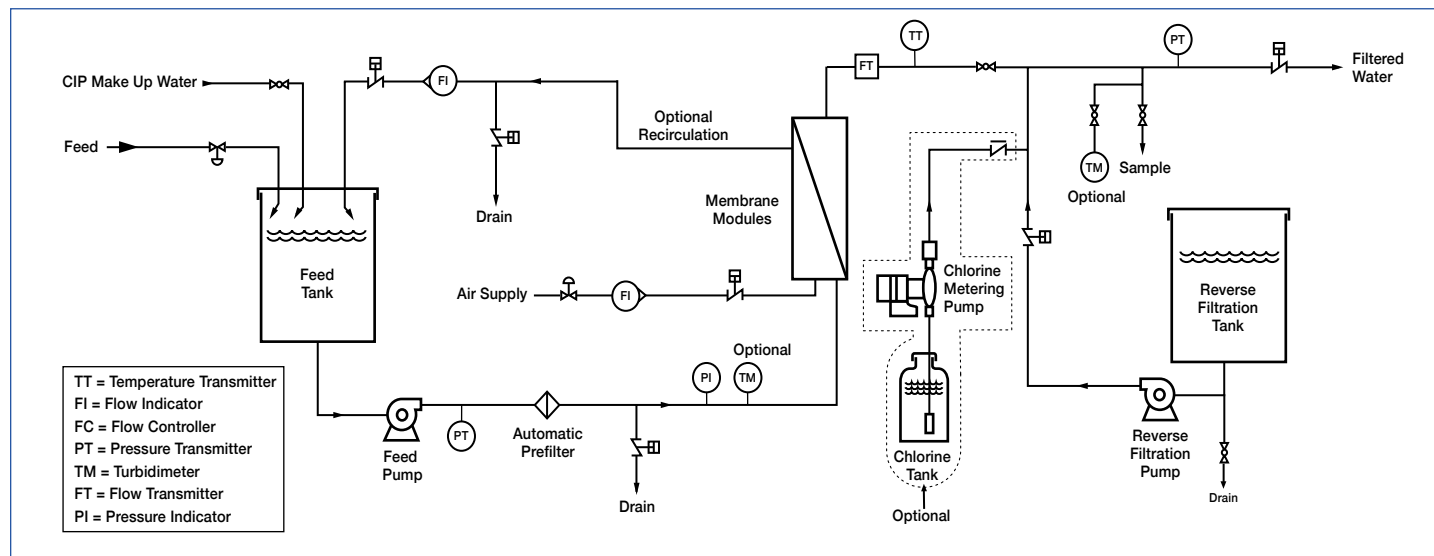 TT
PT
CIP Make Up Water
FI
FT
Filtered
Water
Optional
Recirculation
Feed
TM
Sample
Optional
Membrane
Modules
Drain
Feed
Tank
Chlorine
Metering
Pump
Reverse
Filtration
Tank
Air Supply
FI
Optional
PI
TM
TT = Temperature Transmitter
FI = Flow Indicator
FC = Flow Controller
PT = Pressure Transmitter
TM = Turbidimeter
FT = Flow Transmitter
PI = Pressure Indicator
PT
Feed
Pump
Automatic
Prefilter
Drain
Chlorine
Tank
Optional
Reverse
Filtration
Pump
Drain